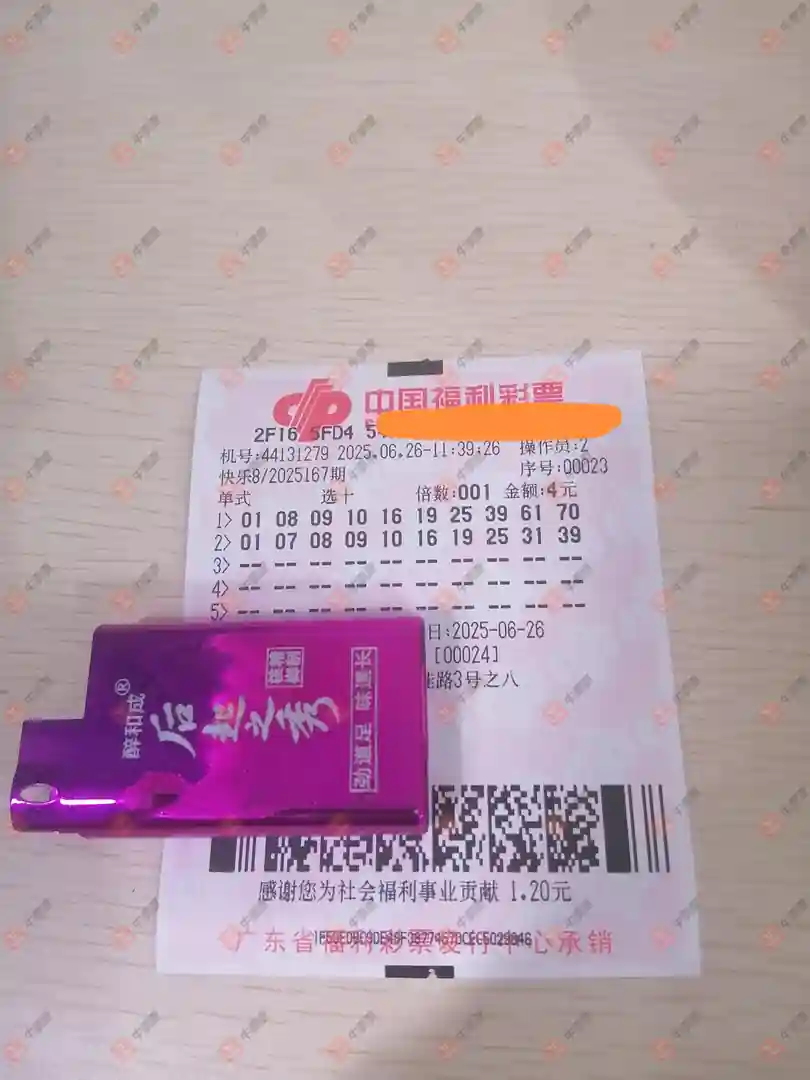 中国福利彩票
2F16 5FD4
机号:44131279 2025.06.26-11:39:26 操作员:2
快乐8/2025167期 序号:00023
单式 选十 倍数:001 金额:4元
1> 01 08 09 10 16 19 25 39 61 70
2> 01 07 08 09 10 16 19 25 31 39
3> -- -- -- -- -- -- -- -- -- --
4> -- -- -- -- -- -- -- -- -- --
5> -- -- -- -- -- -- -- -- -- --
日:2025-06-26
[00024]
路3号之八
醉和成®
后起之秀
劲道足 味道长
感谢您为社会福利事业贡献 1.20元
广东省福利彩票发行中心承销